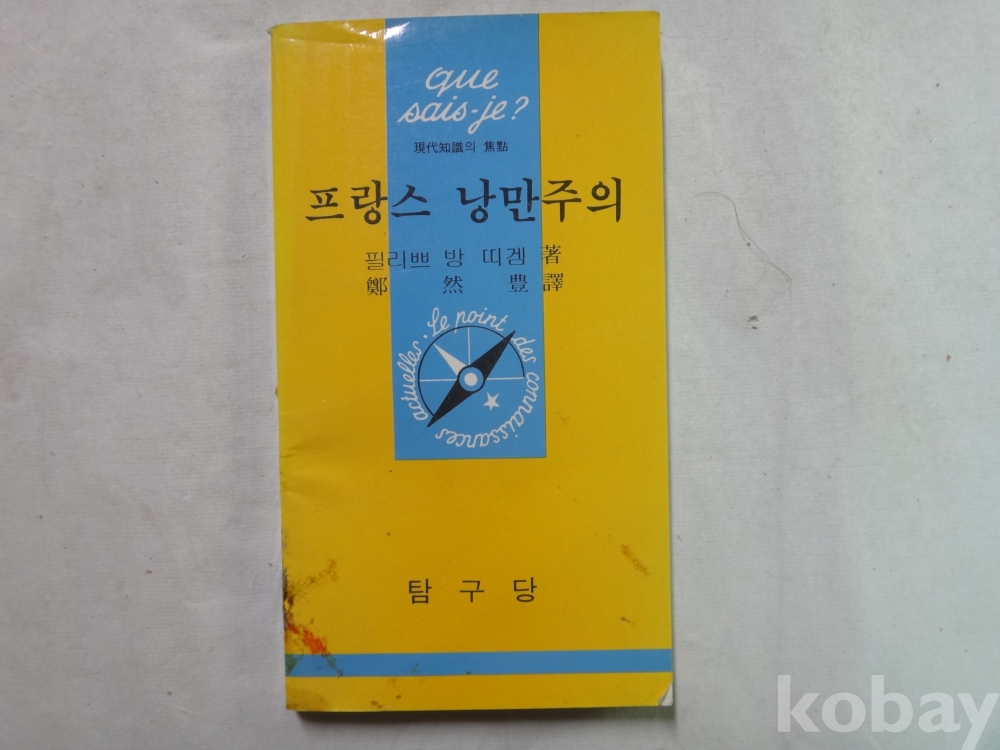 que
sais-je?
現代知識의 焦點
프랑스 낭만주의
필리쁘 방 띠겜 著
鄭 然 豊 譯
Le point des connaissances actuelles.
탐 구 당
kobay